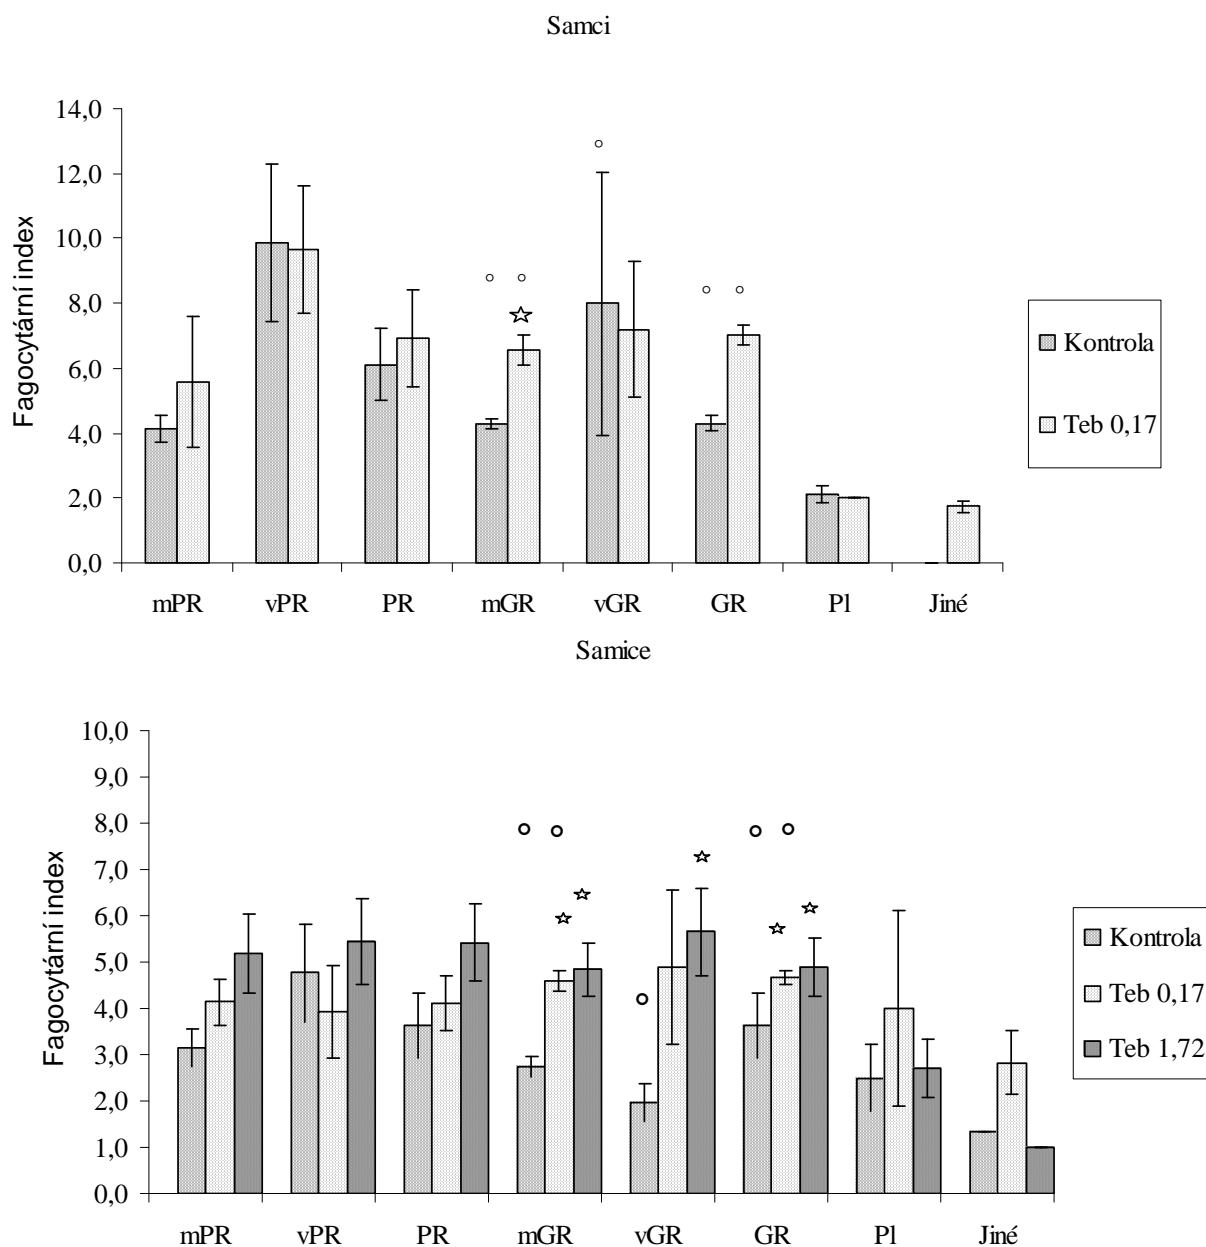 Samci
Fagocytární index
14,0
12,0
10,0
8,0
6,0
4,0
2,0
0,0
mPR vPR PR mGR vGR GR Pl Jiné
Kontrola
Teb 0,17
Samice
Fagocytární index
10,0
9,0
8,0
7,0
6,0
5,0
4,0
3,0
2,0
1,0
0,0
mPR vPR PR mGR vGR GR Pl Jiné
Kontrola
Teb 0,17
Teb 1,72